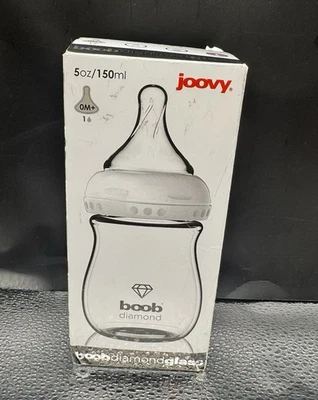 5oz/150ml
joovy®
0M+
1
boob
diamond
boobdiamondglass